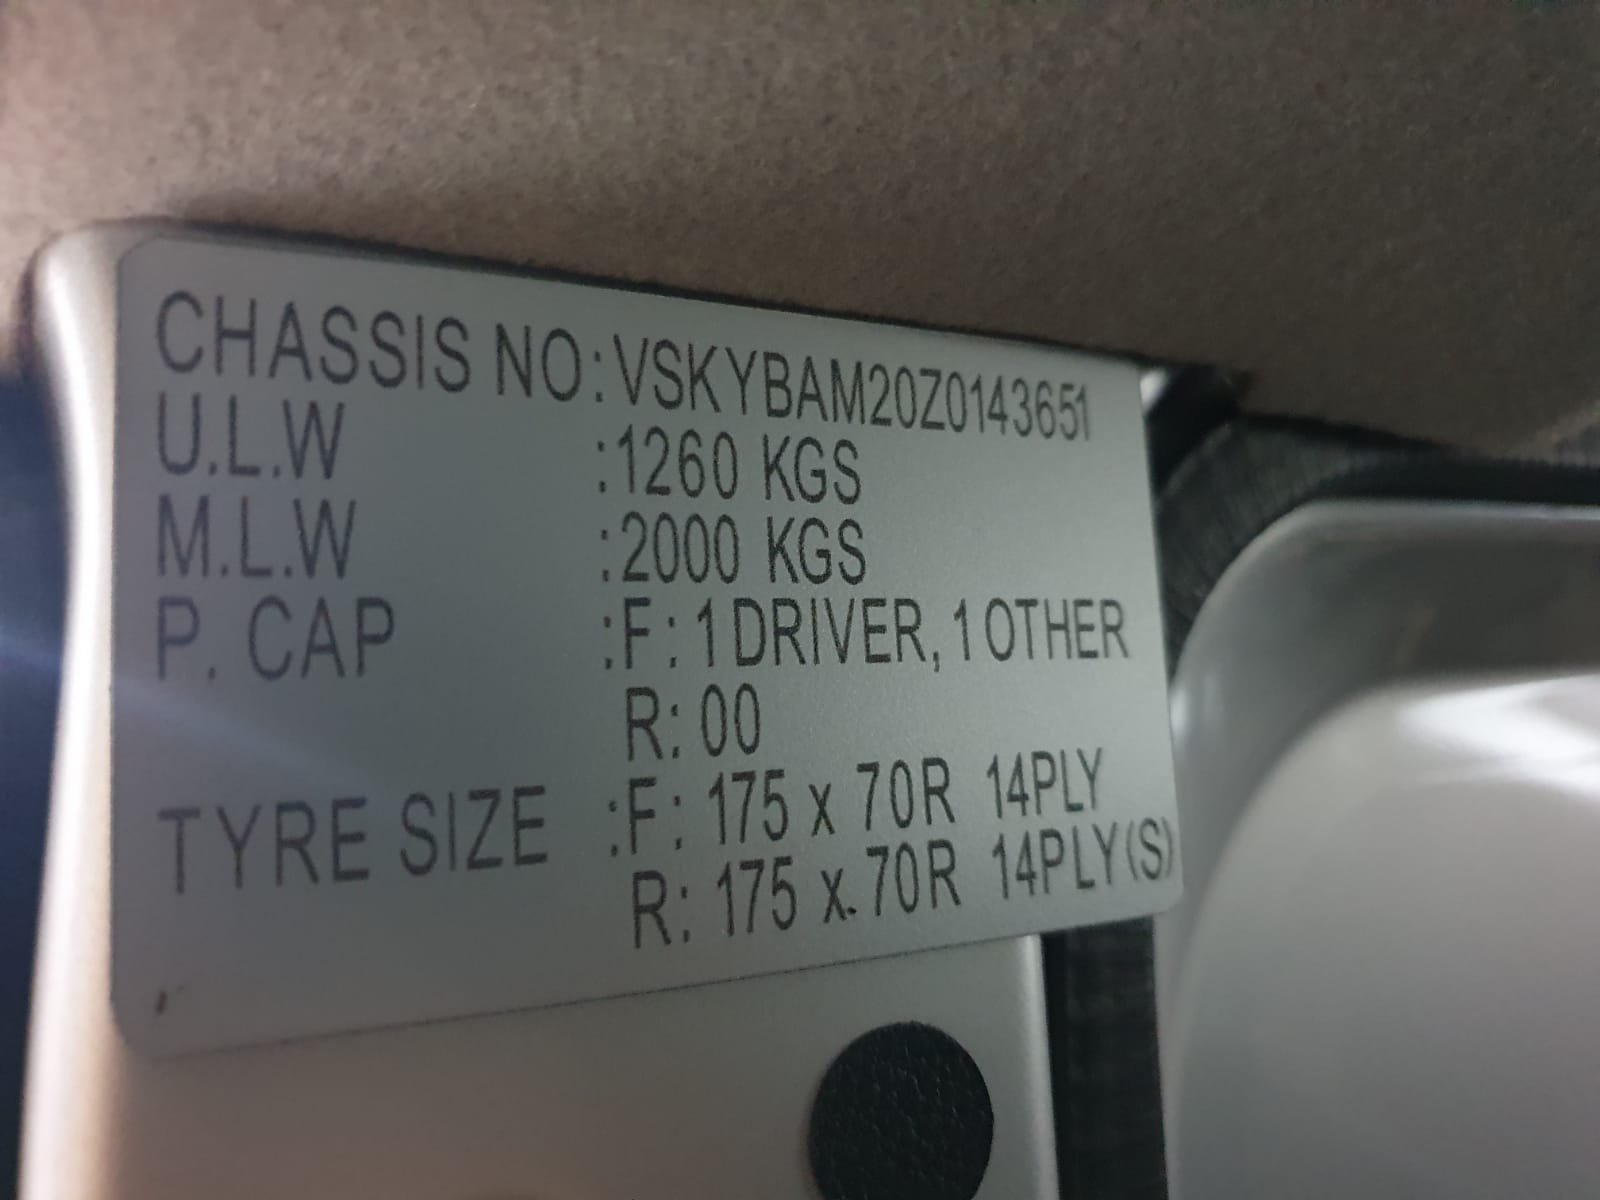 CHASSIS NO:VSKYBAM20Z0143651
U.L.W :1260 KGS
M.L.W :2000 KGS
P. CAP :F: 1 DRIVER, 1 OTHER
R: 00
TYRE SIZE :F: 175 x 70R 14PLY
R: 175 x 70R 14PLY(S)